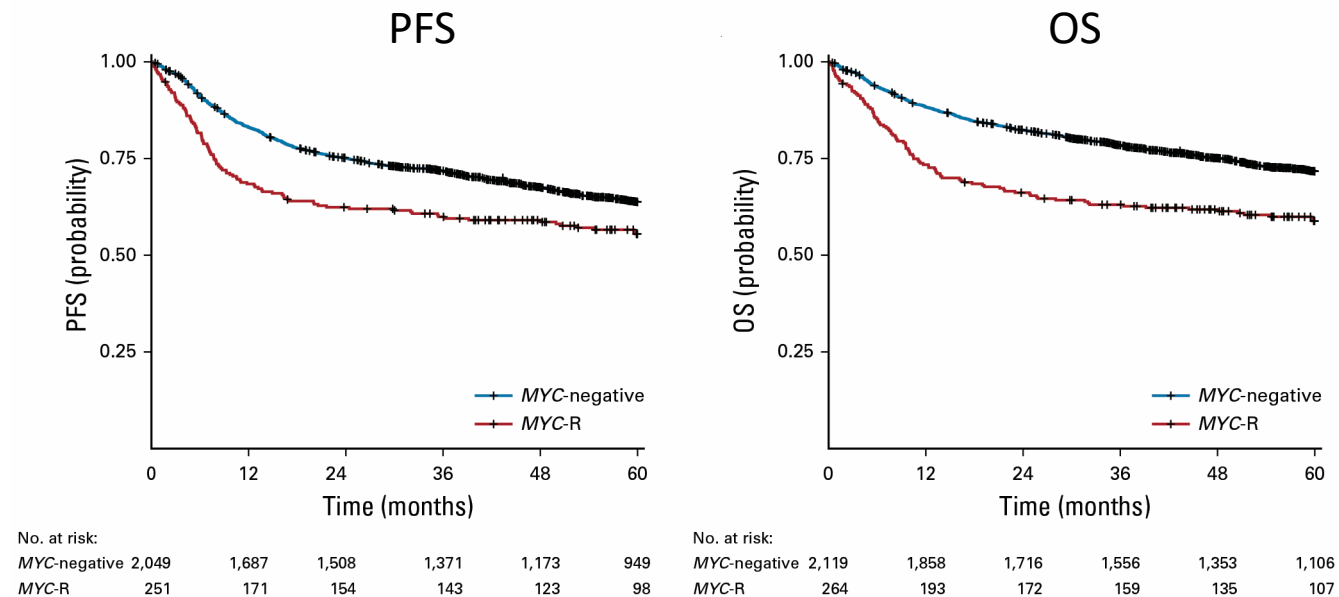 PFS
1.00
0.75
0.50
0.25
PFS (probability)
MYC-negative
MYC-R
0 12 24 36 48 60
Time (months)
No. at risk:
MYC-negative 2,049 1,687 1,508 1,371 1,173 949
MYC-R 251 171 154 143 123 98
OS
1.00
0.75
0.50
0.25
OS (probability)
MYC-negative
MYC-R
0 12 24 36 48 60
Time (months)
No. at risk:
MYC-negative 2,119 1,858 1,716 1,556 1,353 1,106
MYC-R 264 193 172 159 135 107